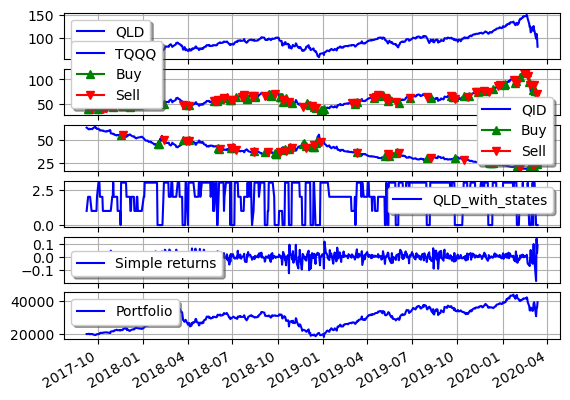 150
100
QLD
TQQQ
Buy
Sell
100
50
QID
Buy
Sell
50
25
2.5
0.0
QLD_with_states
0.1
0.0
−0.1
Simple returns
40000
20000
Portfolio
2017-10
2018-01
2018-04
2018-07
2018-10
2019-01
2019-04
2019-07
2019-10
2020-01
2020-04